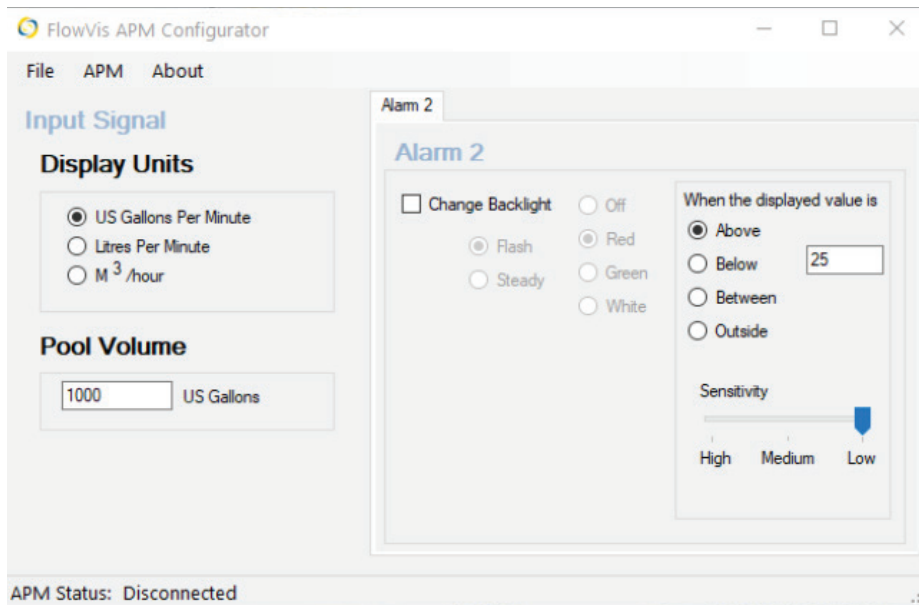 FlowVis APM Configurator
File APM About
Input Signal
Display Units
US Gallons Per Minute
Litres Per Minute
M 3 /hour
Pool Volume
1000 US Gallons
Alarm 2
Alarm 2
Change Backlight
Flash
Steady
Off
Red
Green
White
When the displayed value is
Above
Below
25
Between
Outside
Sensitivity
High Medium Low
APM Status: Disconnected